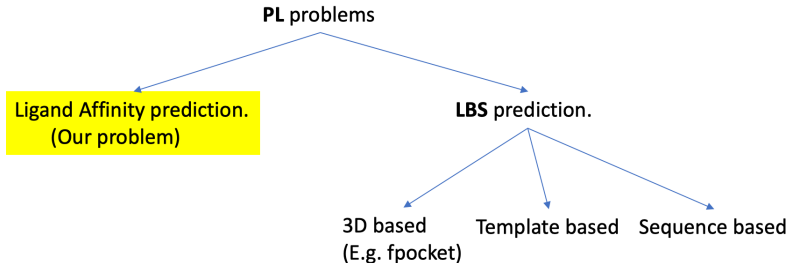 PL problems
Ligand Affinity prediction.
(Our problem)
LBS prediction.
3D based
(E.g. fpocket)
Template based
Sequence based